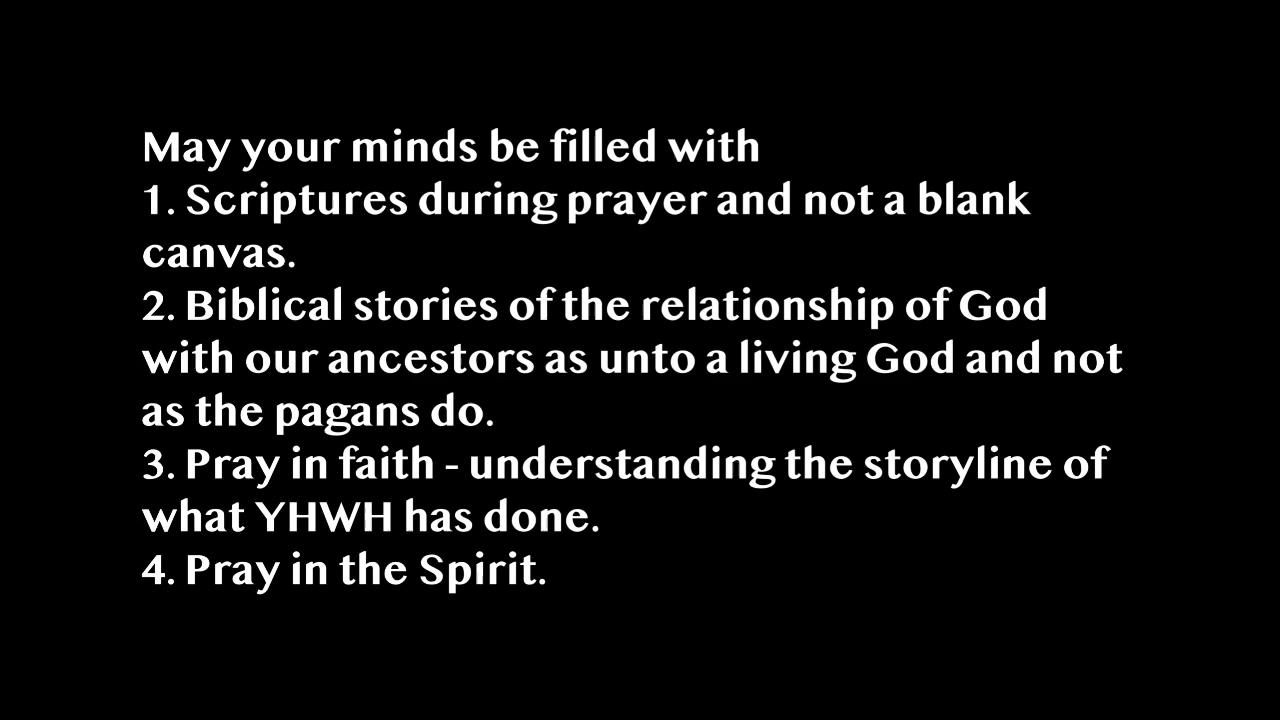 May your minds be filled with
1. Scriptures during prayer and not a blank
canvas.
2. Biblical stories of the relationship of God
with our ancestors as unto a living God and not
as the pagans do.
3. Pray in faith - understanding the storyline of
what YHWH has done.
4. Pray in the Spirit.